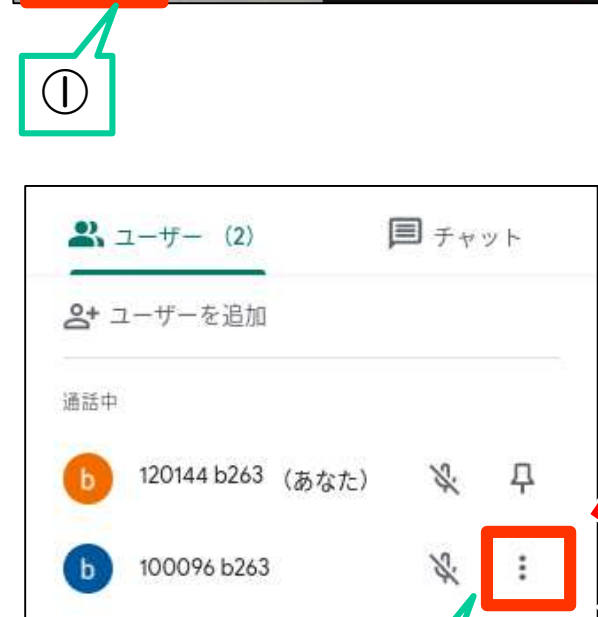 ①
ユーザー (2)
チャット
ユーザーを追加
通話中
b 120144 b263 (あなた)
b 100096 b263